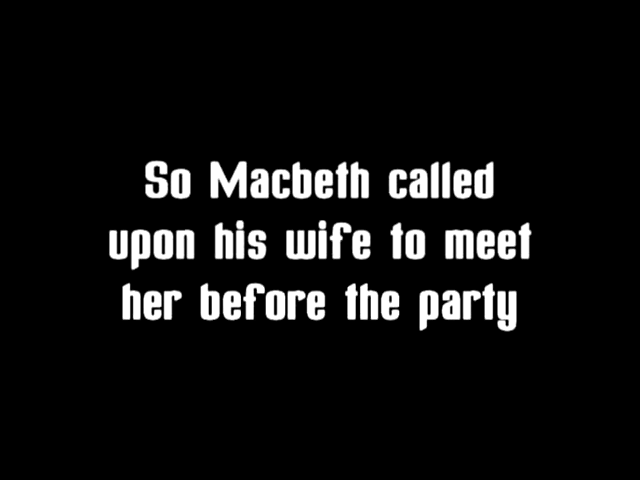 So Macbeth called
upon his wife to meet
her before the party